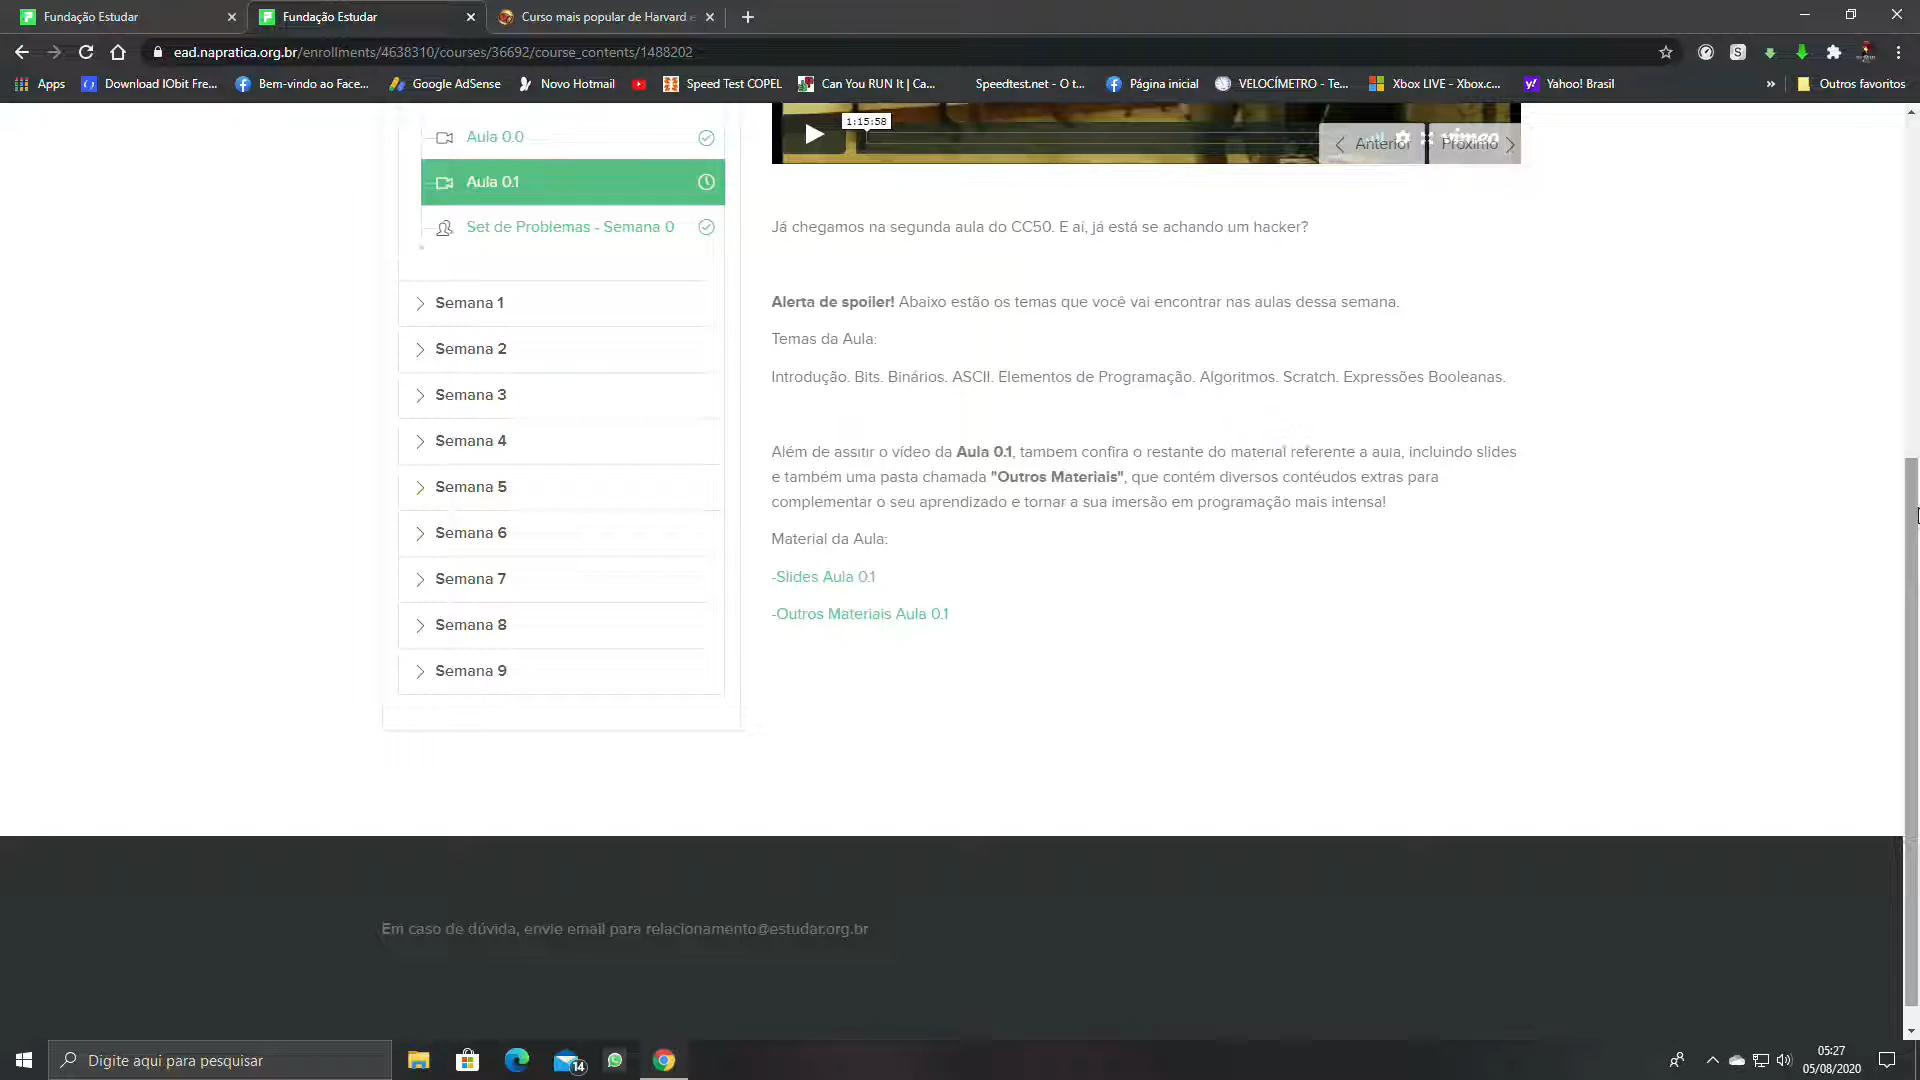 Fundação Estudar
Fundação Estudar
Curso mais popular de Harvard e
ead.napratica.org.br/enrollments/4638310/courses/36692/course_contents/1488202
Apps
Download IObit Fre...
Bem-vindo ao Face...
Google AdSense
Novo Hotmail
Speed Test COPEL
Can You RUN It | Ca...
Speedtest.net - O t...
Página inicial
VELOCÍMETRO - Te...
Xbox LIVE - Xbox.c...
Yahoo! Brasil
»
Outros favoritos
Aula 0.0
Aula 0.1
Set de Problemas - Semana 0
Semana 1
Semana 2
Semana 3
Semana 4
Semana 5
Semana 6
Semana 7
Semana 8
Semana 9
1:15:58
vimeo
Anterior
Próximo
Já chegamos na segunda aula do CC50. E aí, já está se achando um hacker?
Alerta de spoiler! Abaixo estão os temas que você vai encontrar nas aulas dessa semana.
Temas da Aula:
Introdução. Bits. Binários. ASCII. Elementos de Programação. Algoritmos. Scratch. Expressões Booleanas.
Além de assitir o vídeo da Aula 0.1, tambem confira o restante do material referente a aula, incluindo slides
e também uma pasta chamada "Outros Materiais", que contém diversos contéudos extras para
complementar o seu aprendizado e tornar a sua imersão em programação mais intensa!
Material da Aula:
-Slides Aula 0.1
-Outros Materiais Aula 0.1
Em caso de dúvida, envie email para relacionamento@estudar.org.br
Digite aqui para pesquisar
14
05:27
05/08/2020